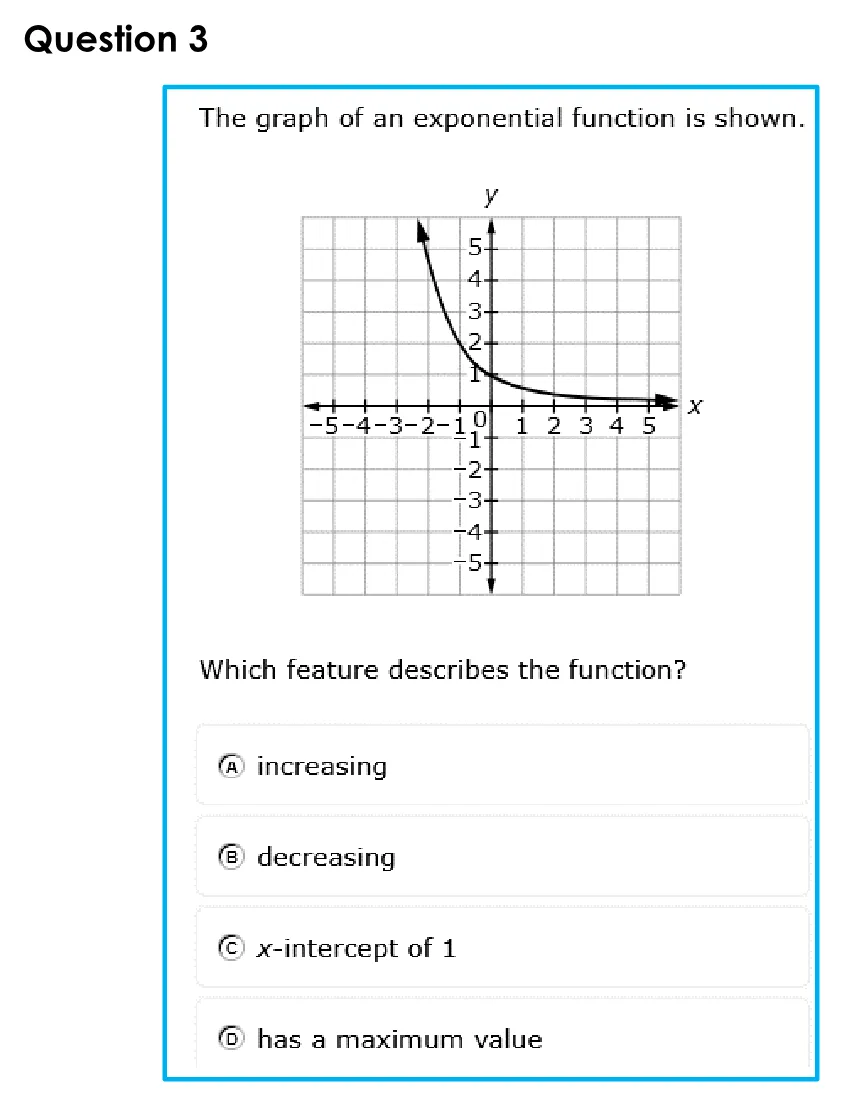 Question 3
The graph of an exponential function is shown.
y
5
4
3
2
1
x
−5 −4 −3 −2 −1 0 1 2 3 4 5
−1
−2
−3
−4
−5
Which feature describes the function?
A increasing
B decreasing
C x-intercept of 1
D has a maximum value